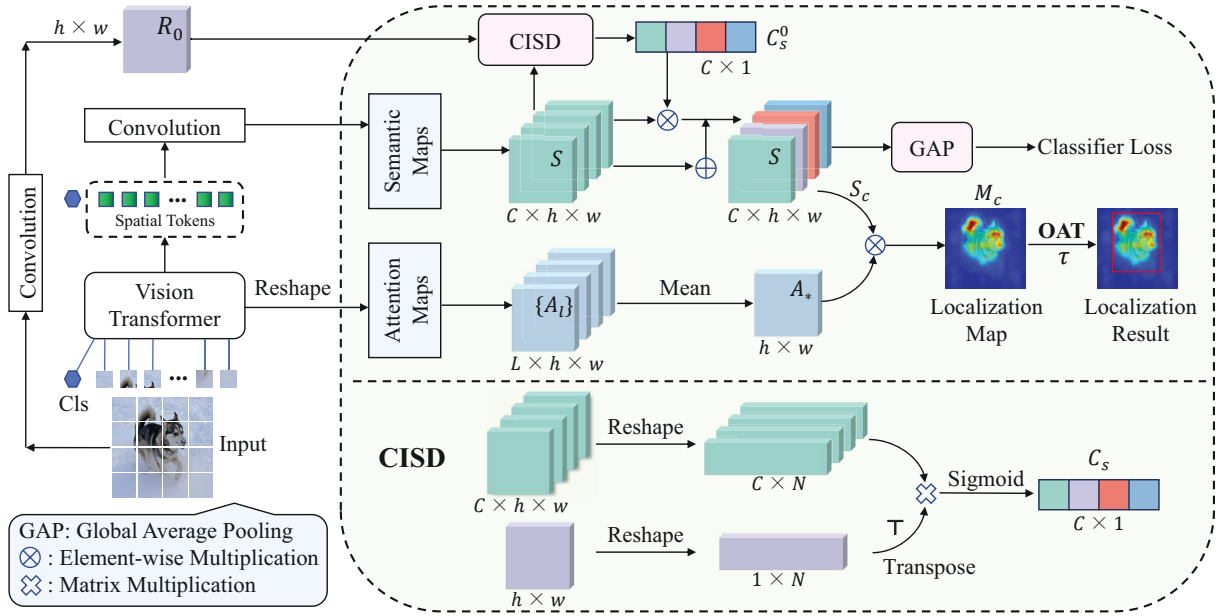 h × w
R₀
Convolution
Convolution
Spatial Tokens
Vision
Transformer
Reshape
Cls
Input
GAP: Global Average Pooling
⊗ : Element-wise Multiplication
: Matrix Multiplication
CISD
C_s^0
C × 1
Semantic
Maps
S
C × h × w
S
C × h × w
GAP
Classifier Loss
S_c
Attention
Maps
{A_l}
L × h × w
Mean
A_*
h × w
M_c
Localization
Map
OAT
τ
Localization
Result
CISD
C × h × w
Reshape
C × N
h × w
Reshape
1 × N
⊤
Transpose
Sigmoid
C_s
C × 1